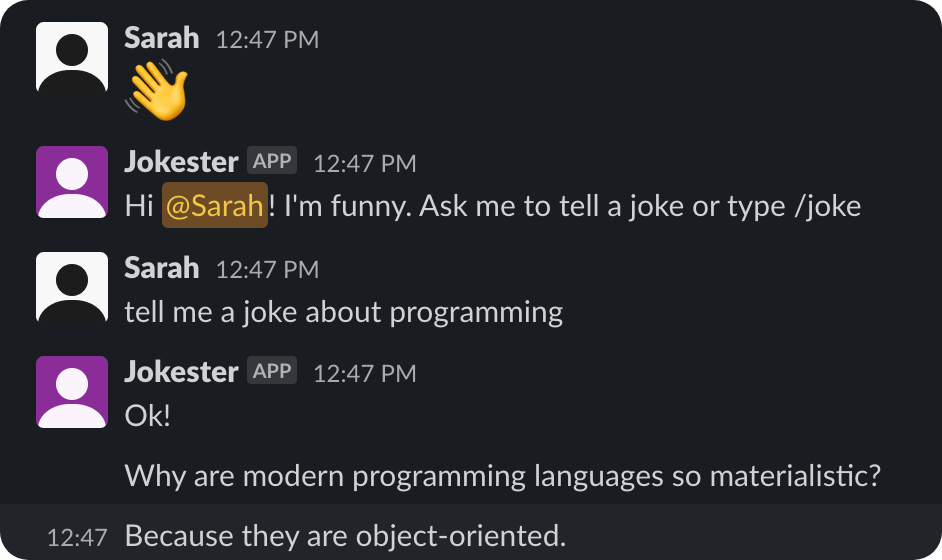 Sarah 12:47 PM
👋
Jokester APP 12:47 PM
Hi @Sarah! I'm funny. Ask me to tell a joke or type /joke
Sarah 12:47 PM
tell me a joke about programming
Jokester APP 12:47 PM
Ok!
Why are modern programming languages so materialistic?
12:47 Because they are object-oriented.